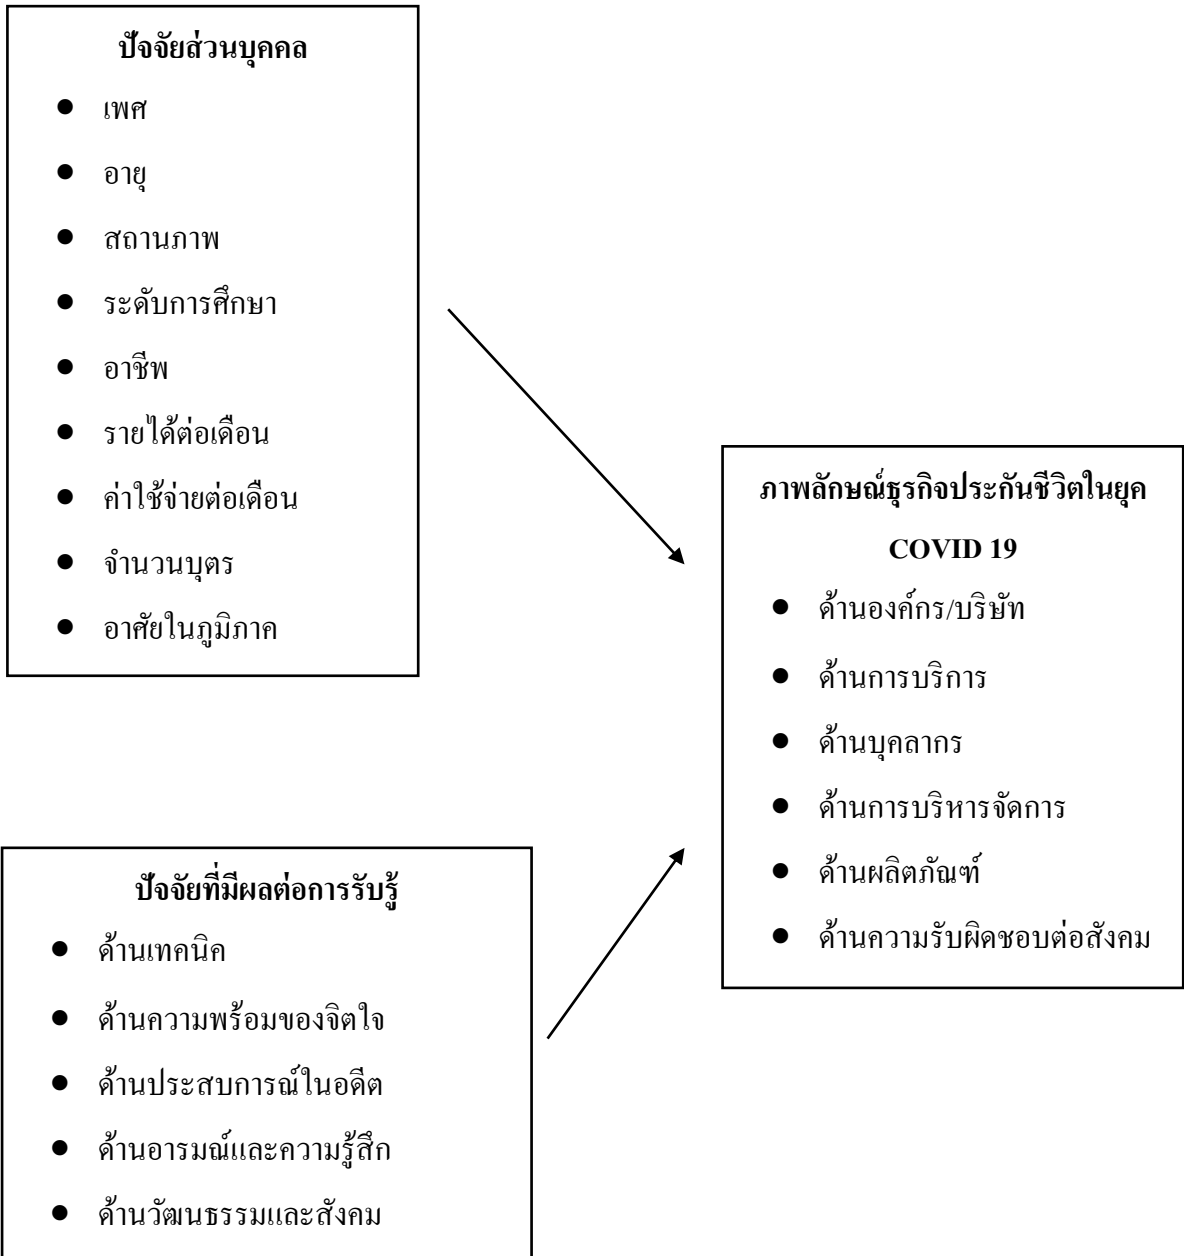 ปัจจัยส่วนบุคคล
● เพศ
● อายุ
● สถานภาพ
● ระดับการศึกษา
● อาชีพ
● รายได้ต่อเดือน
● ค่าใช้จ่ายต่อเดือน
● จำนวนบุตร
● อาศัยในภูมิภาค
ภาพลักษณ์ธุรกิจประกันชีวิตในยุค
COVID 19
● ด้านองค์กร/บริษัท
● ด้านการบริการ
● ด้านบุคลากร
● ด้านการบริหารจัดการ
● ด้านผลิตภัณฑ์
● ด้านความรับผิดชอบต่อสังคม
ปัจจัยที่มีผลต่อการรับรู้
● ด้านเทคนิค
● ด้านความพร้อมของจิตใจ
● ด้านประสบการณ์ในอดีต
● ด้านอารมณ์และความรู้สึก
● ด้านวัฒนธรรมและสังคม